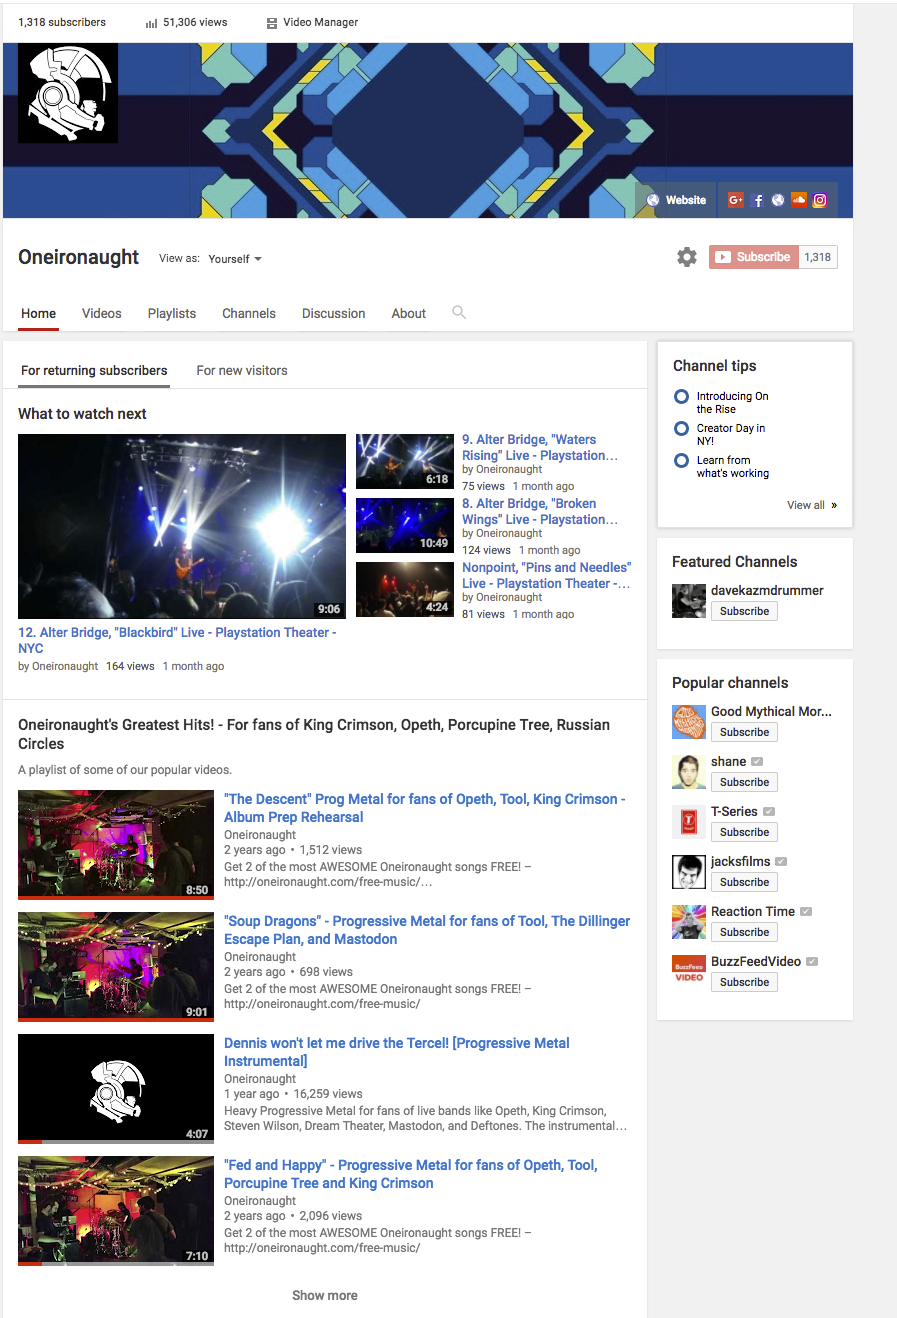 1,318 subscribers
51,306 views
Video Manager
Website
G+
Oneironaught
View as: Yourself
Subscribe 1,318
Home
Videos
Playlists
Channels
Discussion
About
For returning subscribers
For new visitors
What to watch next
9:06
12. Alter Bridge, "Blackbird" Live - Playstation Theater -
NYC
by Oneironaught 164 views 1 month ago
6:18
9. Alter Bridge, "Waters
Rising" Live - Playstation…
by Oneironaught
75 views 1 month ago
10:49
8. Alter Bridge, "Broken
Wings" Live - Playstation…
by Oneironaught
124 views 1 month ago
4:24
Nonpoint, "Pins and Needles"
Live - Playstation Theater -…
by Oneironaught
81 views 1 month ago
Oneironaught's Greatest Hits! - For fans of King Crimson, Opeth, Porcupine Tree, Russian
Circles
A playlist of some of our popular videos.
8:50
"The Descent" Prog Metal for fans of Opeth, Tool, King Crimson -
Album Prep Rehearsal
Oneironaught
2 years ago • 1,512 views
Get 2 of the most AWESOME Oneironaught songs FREE! –
http://oneironaught.com/free-music/…
9:01
"Soup Dragons" - Progressive Metal for fans of Tool, The Dillinger
Escape Plan, and Mastodon
Oneironaught
2 years ago • 698 views
Get 2 of the most AWESOME Oneironaught songs FREE! –
http://oneironaught.com/free-music/
4:07
Dennis won't let me drive the Tercel! [Progressive Metal
Instrumental]
Oneironaught
1 year ago • 16,259 views
Heavy Progressive Metal for fans of live bands like Opeth, King Crimson,
Steven Wilson, Dream Theater, Mastodon, and Deftones. The instrumental…
7:10
"Fed and Happy" - Progressive Metal for fans of Opeth, Tool,
Porcupine Tree and King Crimson
Oneironaught
2 years ago • 2,096 views
Get 2 of the most AWESOME Oneironaught songs FREE! –
http://oneironaught.com/free-music/
Show more
Channel tips
Introducing On
the Rise
Creator Day in
NY!
Learn from
what's working
View all »
Featured Channels
davekazmdrummer
Subscribe
Popular channels
Good Mythical Mor...
Subscribe
shane
Subscribe
T-Series
Subscribe
jacksfilms
Subscribe
Reaction Time
Subscribe
BuzzFeed
VIDEO
BuzzFeedVideo
Subscribe